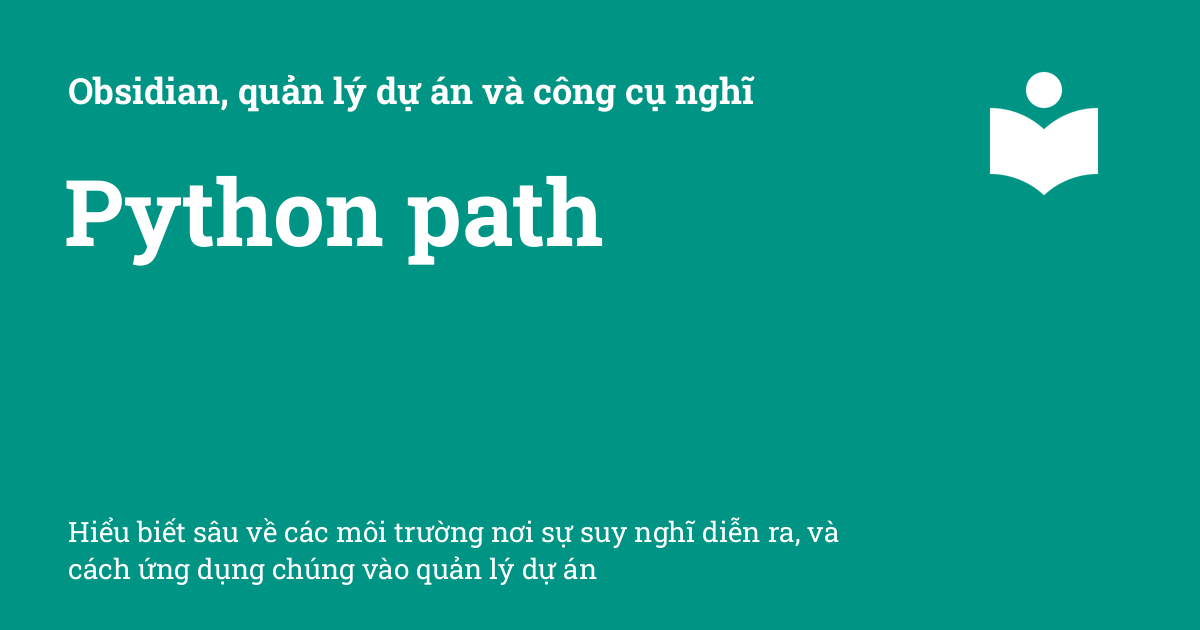 Obsidian, quản lý dự án và công cụ nghĩ
Python path
Hiểu biết sâu về các môi trường nơi sự suy nghĩ diễn ra, và
cách ứng dụng chúng vào quản lý dự án